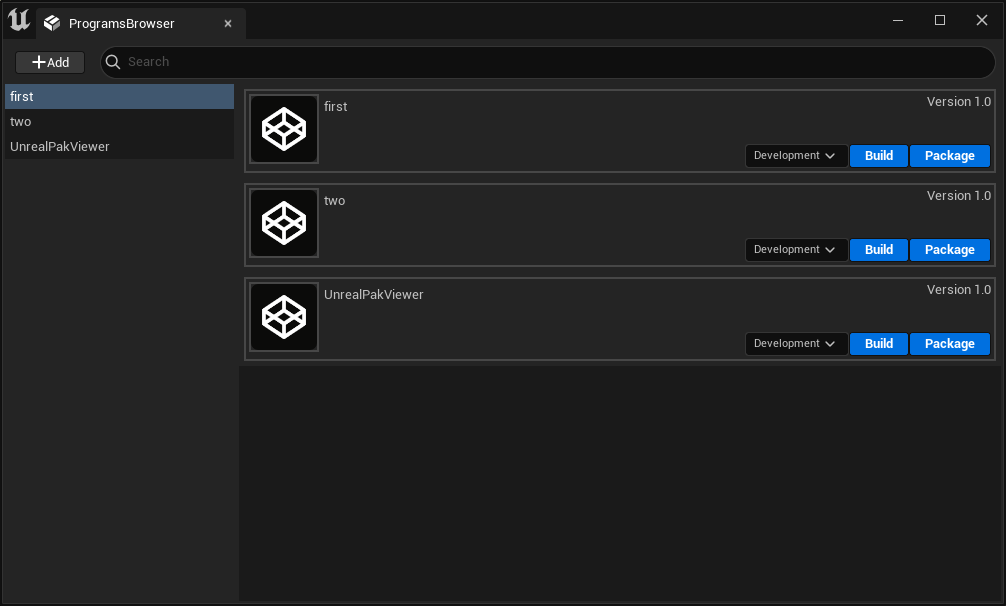 ProgramsBrowser
Add
Search
first
two
UnrealPakViewer
first
Version 1.0
Development
Build
Package
two
Version 1.0
Development
Build
Package
UnrealPakViewer
Version 1.0
Development
Build
Package